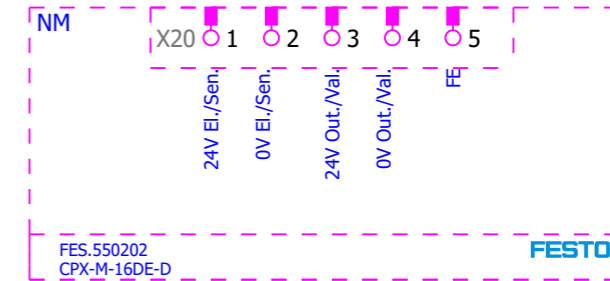 NM
X20 1 2 3 4 5
24V El./Sen.
0V El./Sen.
24V Out./Val.
0V Out./Val.
FE
FES.550202
CPX-M-16DE-D
FESTO